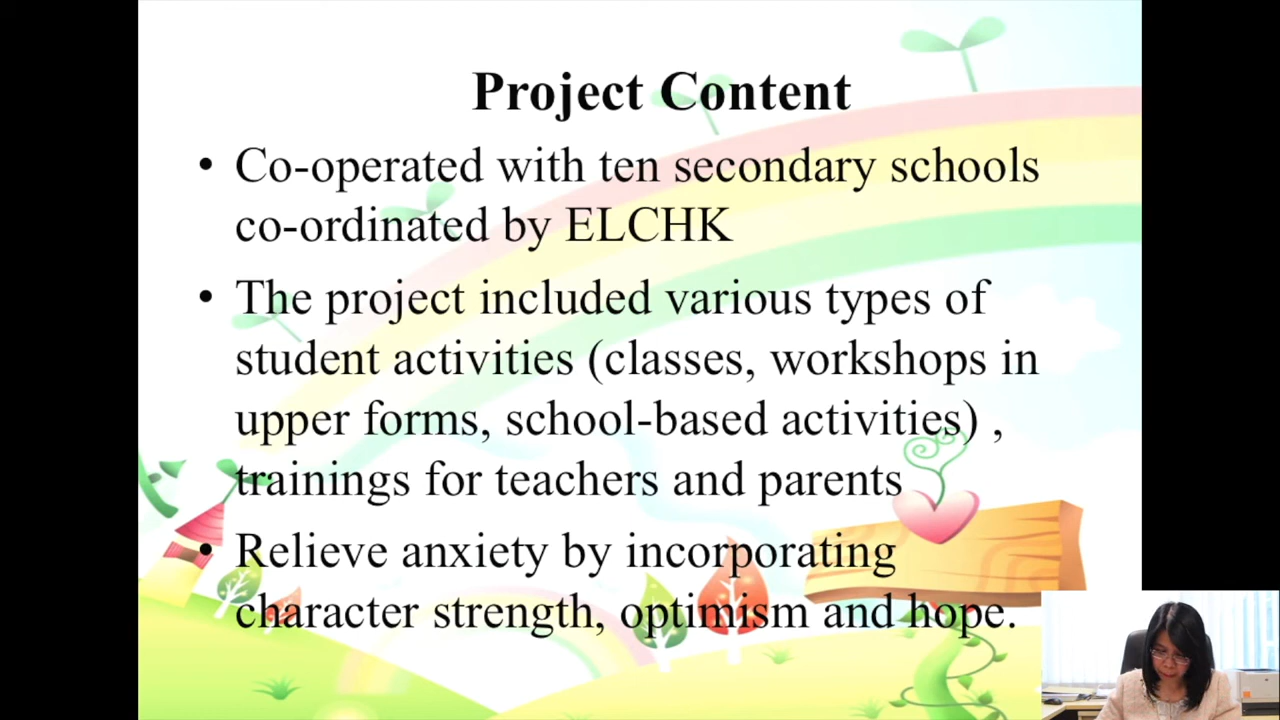 Project Content
• Co-operated with ten secondary schools
co-ordinated by ELCHK
• The project included various types of
student activities (classes, workshops in
upper forms, school-based activities) ,
trainings for teachers and parents
• Relieve anxiety by incorporating
character strength, optimism and hope.